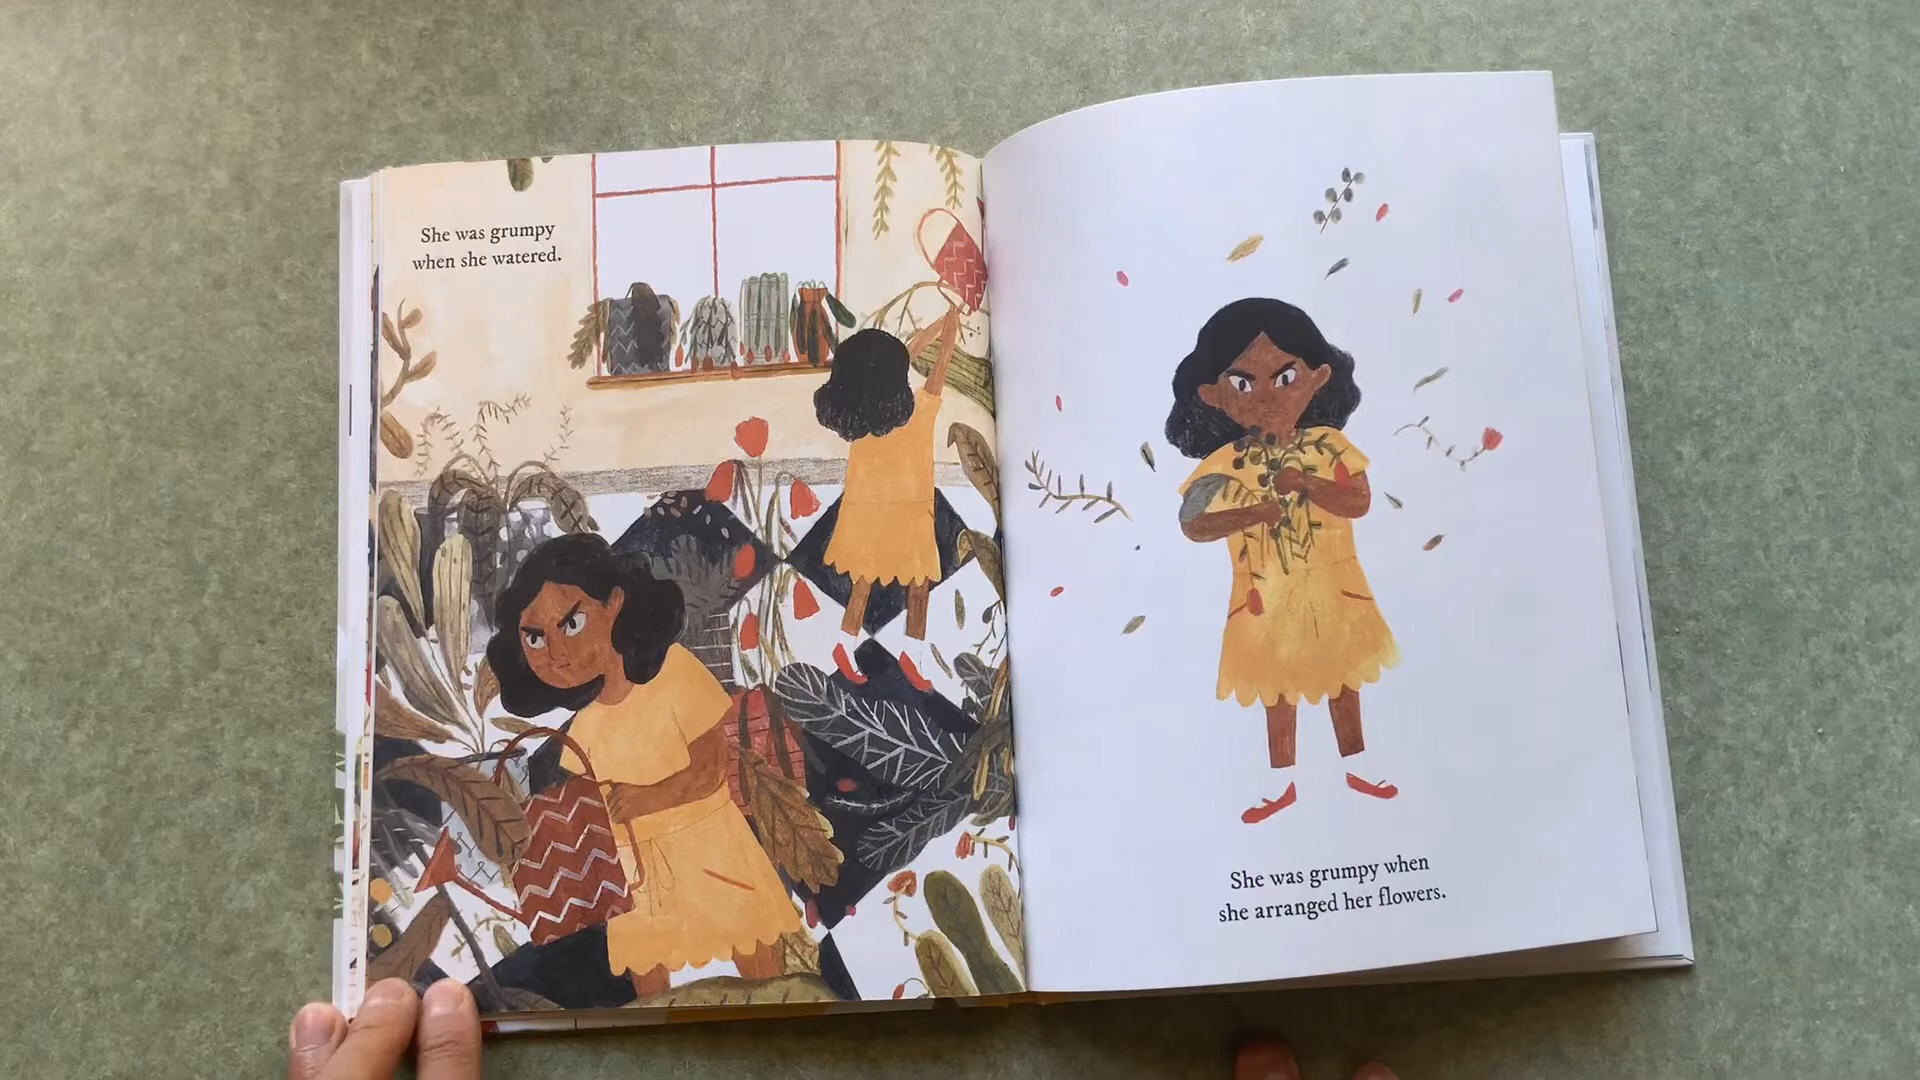 She was grumpy
when she watered.
She was grumpy when
she arranged her flowers.